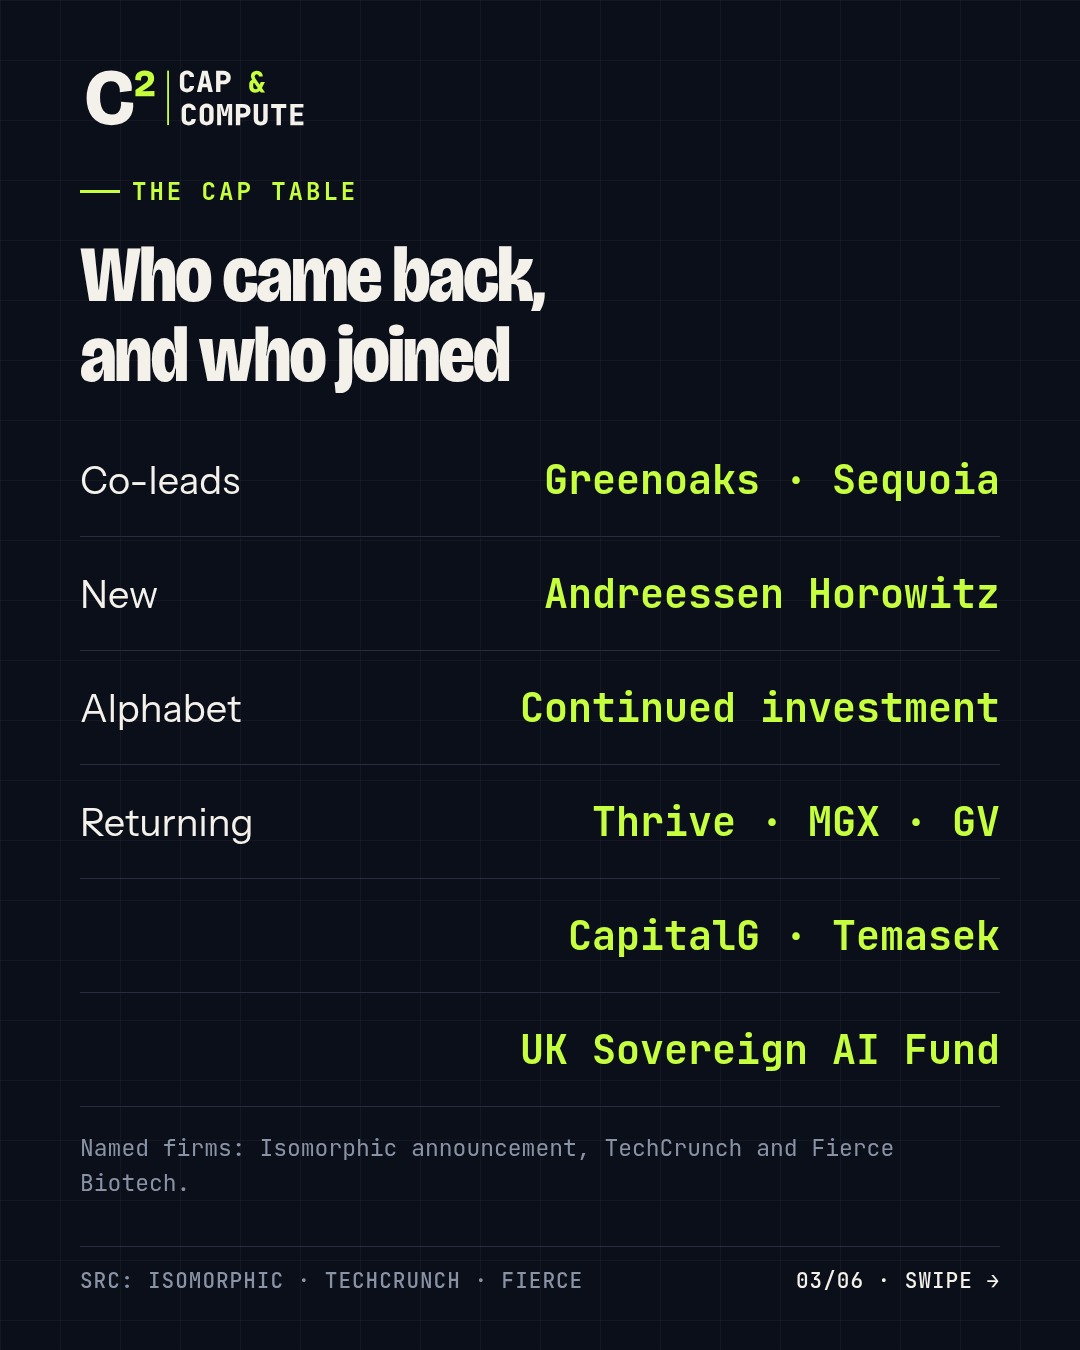 C² CAP &
COMPUTE
THE CAP TABLE
Who came back,
and who joined
Co-leads Greenoaks · Sequoia
New Andreessen Horowitz
Alphabet Continued investment
Returning Thrive · MGX · GV
CapitalG · Temasek
UK Sovereign AI Fund
Named firms: Isomorphic announcement, TechCrunch and Fierce
Biotech.
SRC: ISOMORPHIC · TECHCRUNCH · FIERCE 03/06 · SWIPE →